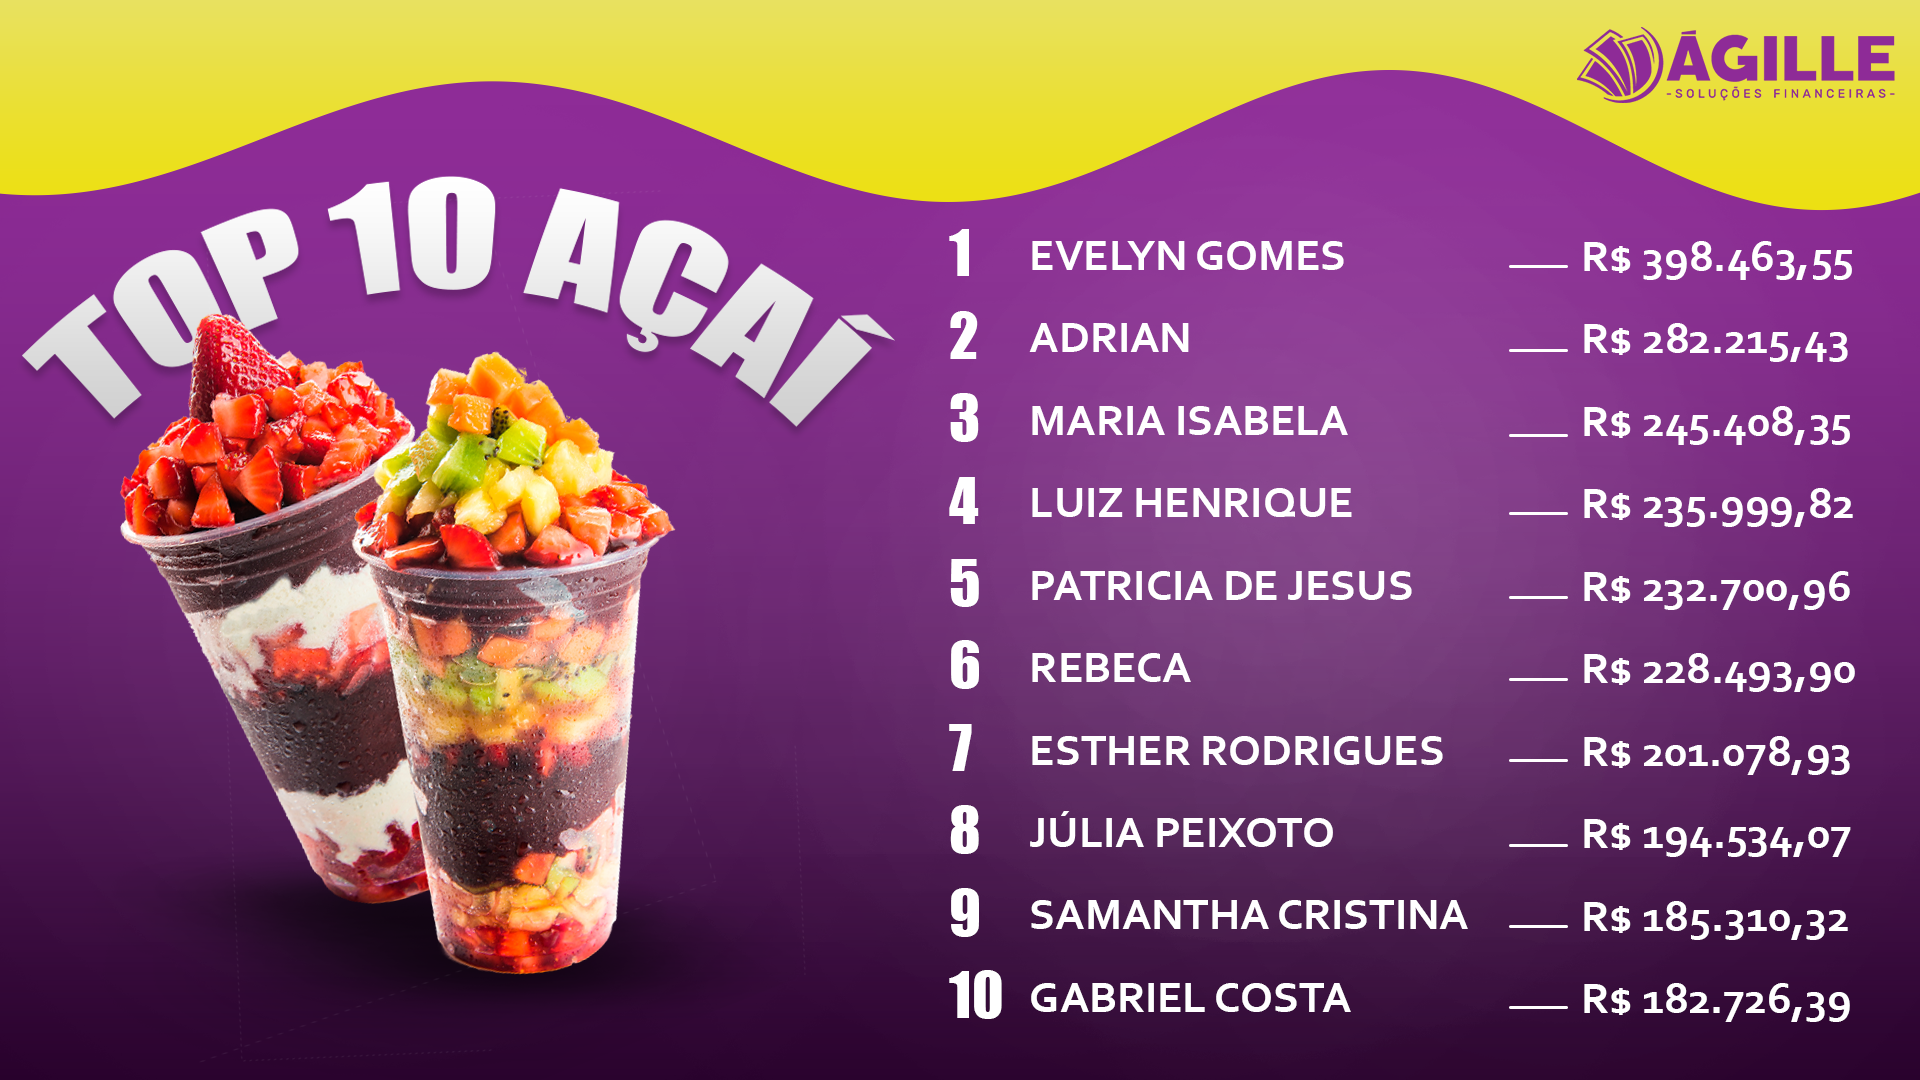 ÁGILLE
-SOLUÇÕES FINANCEIRAS-
TOP 10 AÇAÍ
1 EVELYN GOMES R$ 398.463,55
2 ADRIAN R$ 282.215,43
3 MARIA ISABELA R$ 245.408,35
4 LUIZ HENRIQUE R$ 235.999,82
5 PATRICIA DE JESUS R$ 232.700,96
6 REBECA R$ 228.493,90
7 ESTHER RODRIGUES R$ 201.078,93
8 JÚLIA PEIXOTO R$ 194.534,07
9 SAMANTHA CRISTINA R$ 185.310,32
10 GABRIEL COSTA R$ 182.726,39